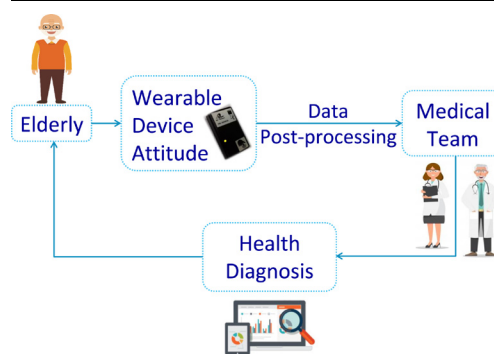 Elderly
Wearable
Device
Attitude
Data
Post-processing
Medical
Team
Health
Diagnosis